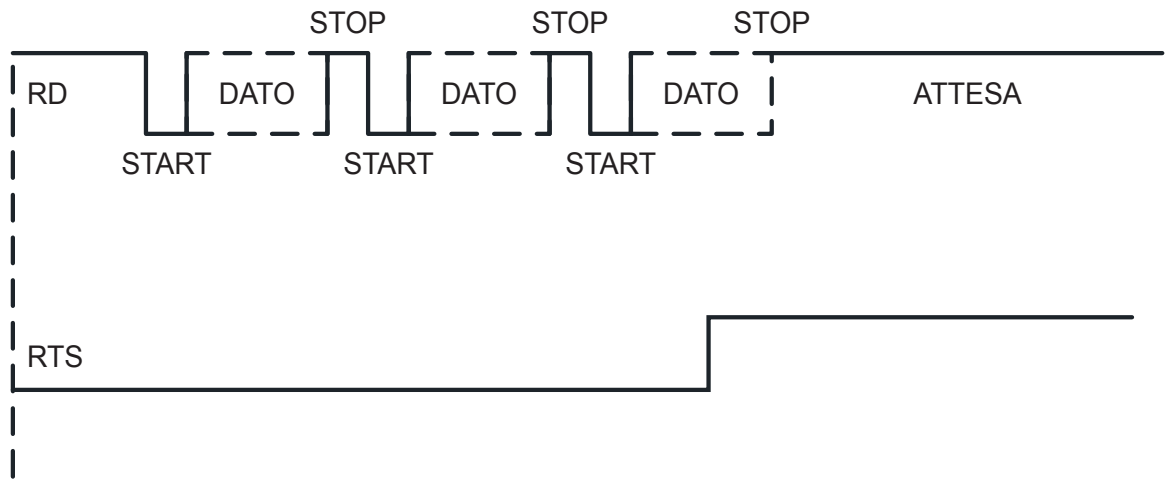 STOP STOP STOP
RD DATO DATO DATO ATTESA
START START START
RTS